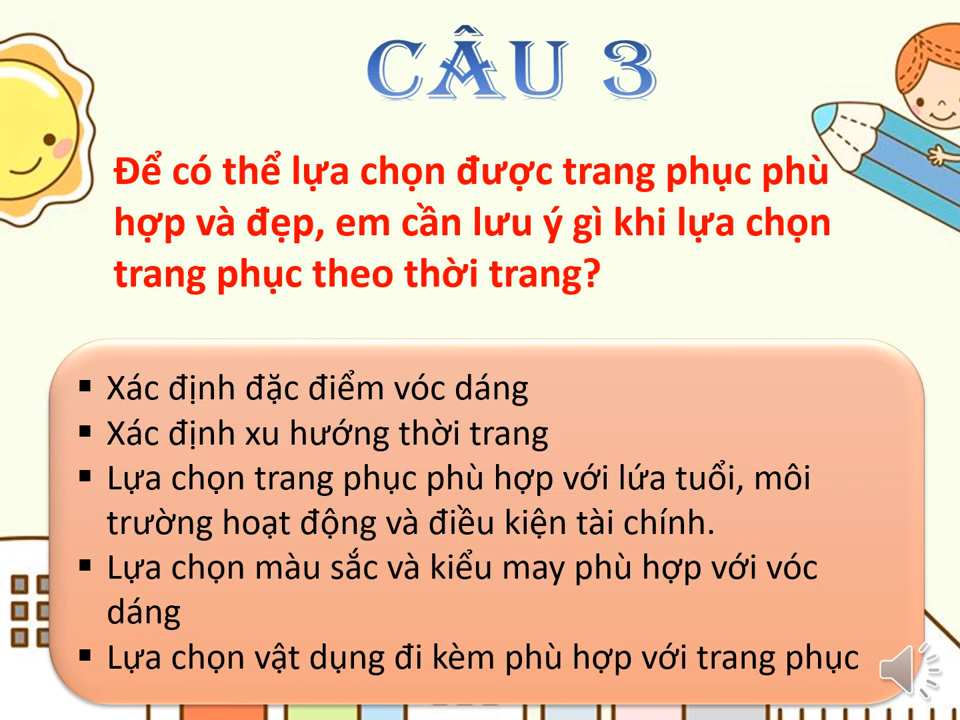 CÂU 3
Để có thể lựa chọn được trang phục phù
hợp và đẹp, em cần lưu ý gì khi lựa chọn
trang phục theo thời trang?
▪ Xác định đặc điểm vóc dáng
▪ Xác định xu hướng thời trang
▪ Lựa chọn trang phục phù hợp với lứa tuổi, môi
trường hoạt động và điều kiện tài chính.
▪ Lựa chọn màu sắc và kiểu may phù hợp với vóc
dáng
▪ Lựa chọn vật dụng đi kèm phù hợp với trang phục